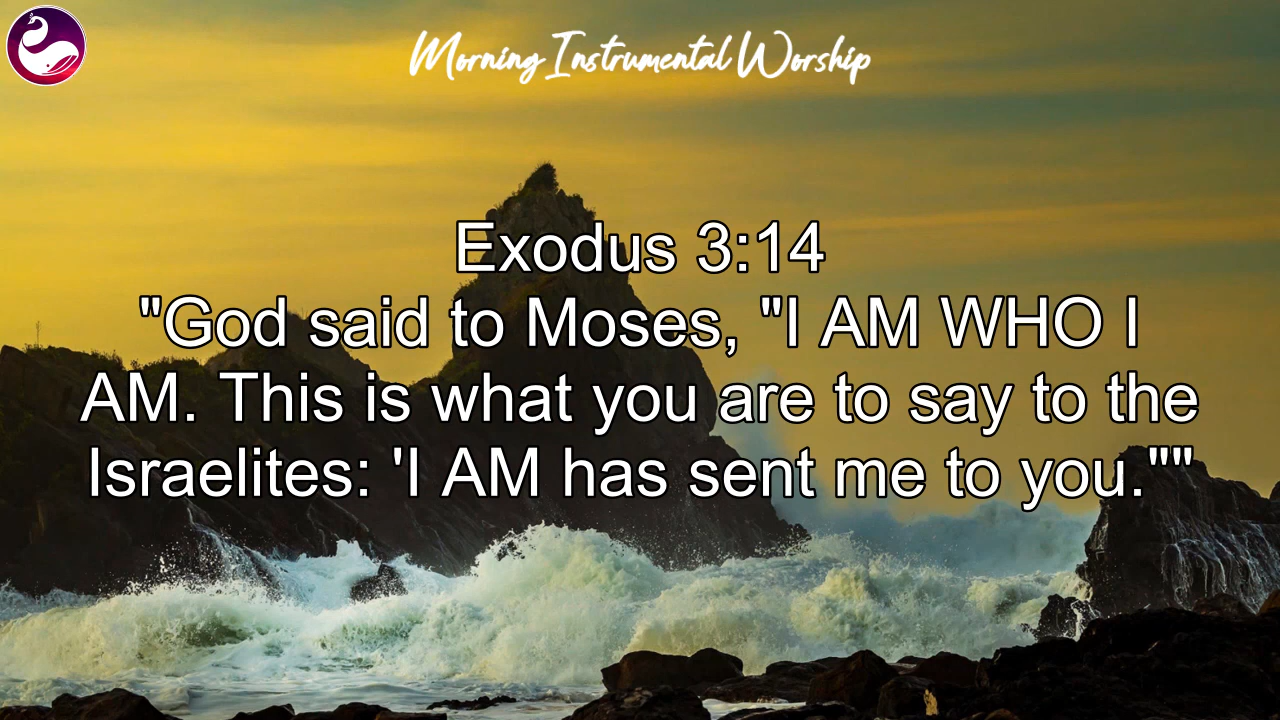 Morning Instrumental Worship
Exodus 3:14
"God said to Moses, "I AM WHO I
AM. This is what you are to say to the
Israelites: 'I AM has sent me to you.""